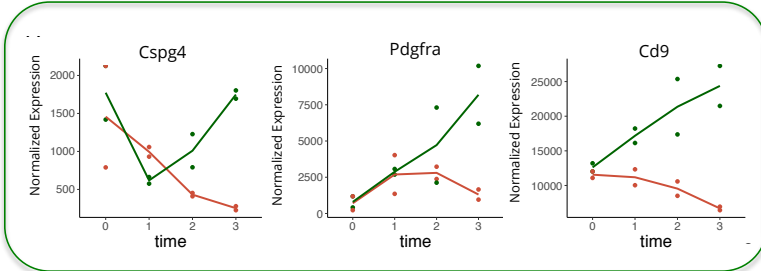 Cspg4
Normalized Expression
2000
1500
1000
500
0 1 2 3
time
Pdgfra
Normalized Expression
10000
7500
5000
2500
0
0 1 2 3
time
Cd9
Normalized Expression
25000
20000
15000
10000
0 1 2 3
time